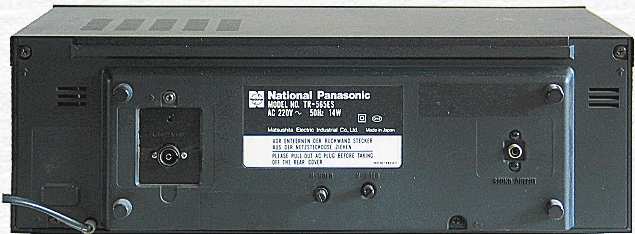 National Panasonic
MODEL NO. TR-565ES
AC 220V ~ 50Hz 14W
Matsushita Electric Industrial Co., Ltd. Made in Japan
VOR ENTFERNEN DER RÜCKWAND STECKER
AUS DER NETZSTECKDOSE ZIEHEN
PLEASE PULL OUT AC PLUG BEFORE TAKING
OFF THE REAR COVER
SOUND OUTPUT